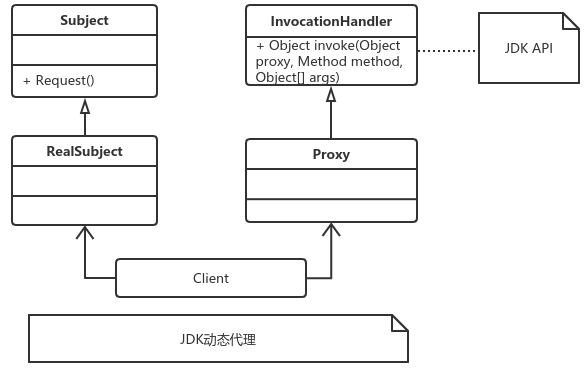 Subject
+ Request()
InvocationHandler
+ Object invoke(Object
proxy, Method method,
Object[] args)
JDK API
RealSubject
Proxy
Client
JDK动态代理